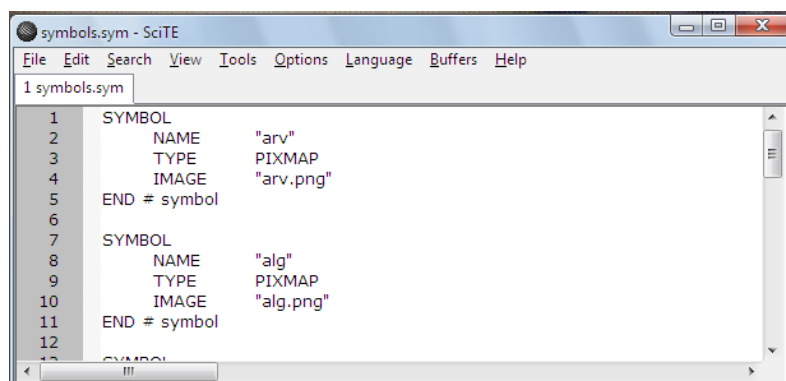 symbols.sym - SciTE
File Edit Search View Tools Options Language Buffers Help
1 symbols.sym
1 SYMBOL
2 NAME "arv"
3 TYPE PIXMAP
4 IMAGE "arv.png"
5 END # symbol
6
7 SYMBOL
8 NAME "alg"
9 TYPE PIXMAP
10 IMAGE "alg.png"
11 END # symbol
12
13 SYMBOL